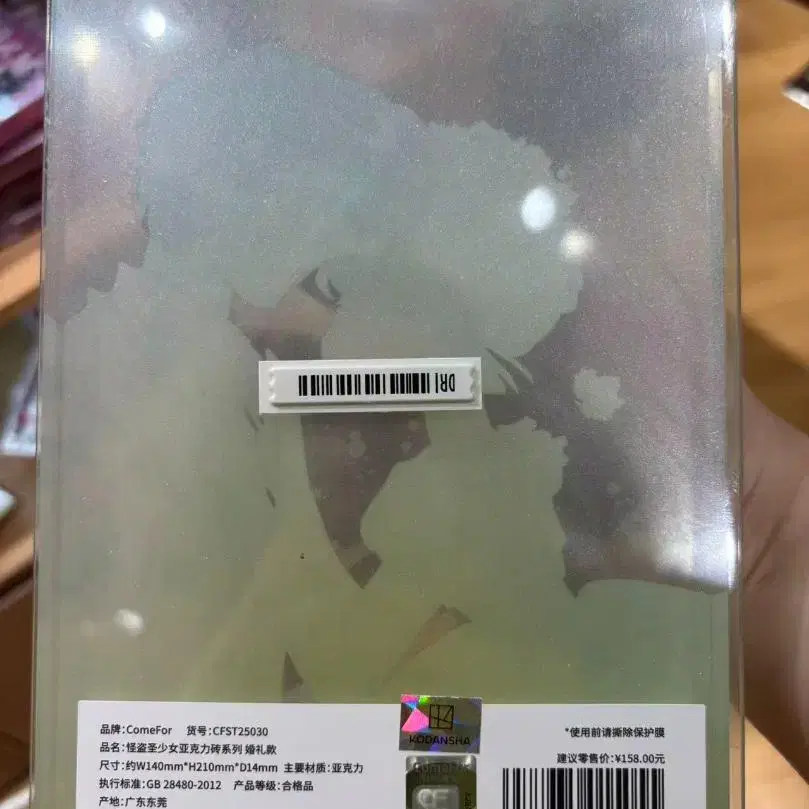 DRI
品牌:ComeFor 货号:CFST25030
品名:怪盗圣少女亚克力砖系列 婚礼款
尺寸:约W140mm*H210mm*D14mm 主要材质:亚克力
执行标准:GB 28480-2012 产品等级:合格品
产地:广东东莞
KODANSHA
ComeFor
*使用前请撕除保护膜
建议零售价:¥158.00元